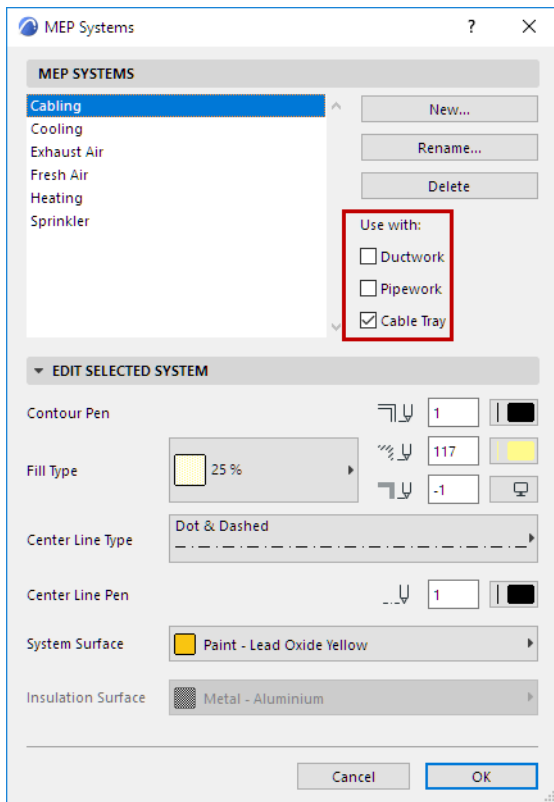 MEP Systems
MEP SYSTEMS
Cabling
Cooling
Exhaust Air
Fresh Air
Heating
Sprinkler
New...
Rename...
Delete
Use with:
Ductwork
Pipework
Cable Tray
EDIT SELECTED SYSTEM
Contour Pen 1
Fill Type 25 % 117
-1
Center Line Type Dot & Dashed
Center Line Pen 1
System Surface Paint - Lead Oxide Yellow
Insulation Surface Metal - Aluminium
Cancel OK